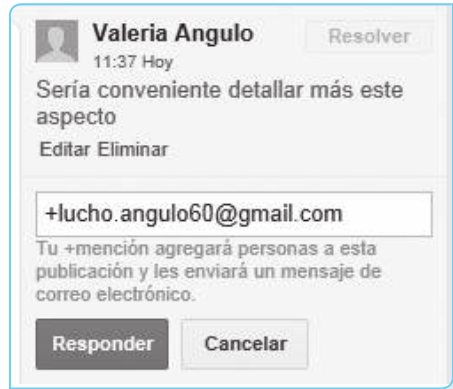 Valeria Angulo
Resolver
11:37 Hoy
Sería conveniente detallar más este
aspecto
Editar Eliminar
+lucho.angulo60@gmail.com
Tu +mención agregará personas a esta
publicación y les enviará un mensaje de
correo electrónico.
Responder
Cancelar